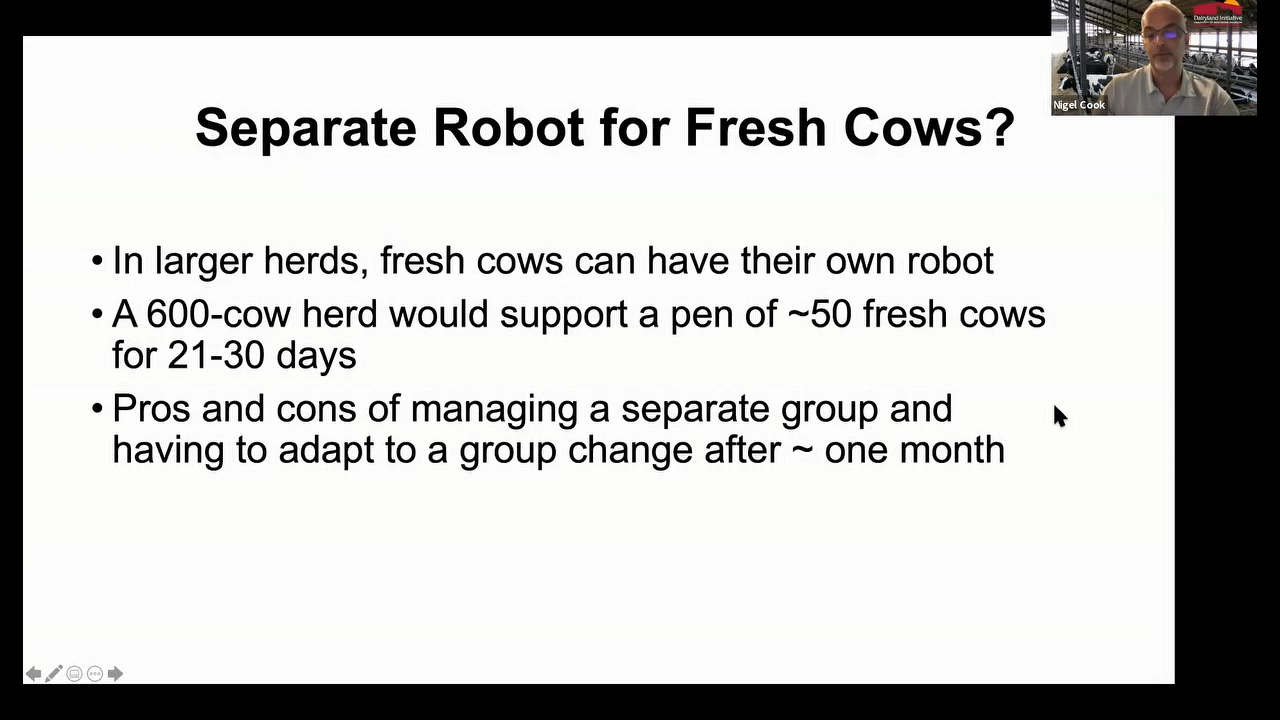 Dairyland Initiative
Nigel Cook
Separate Robot for Fresh Cows?
• In larger herds, fresh cows can have their own robot
• A 600-cow herd would support a pen of ~50 fresh cows
for 21-30 days
• Pros and cons of managing a separate group and
having to adapt to a group change after ~ one month